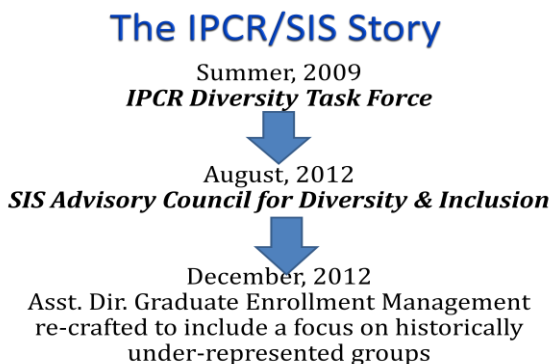 The IPCR/SIS Story
Summer, 2009
IPCR Diversity Task Force
August, 2012
SIS Advisory Council for Diversity & Inclusion
December, 2012
Asst. Dir. Graduate Enrollment Management
re-crafted to include a focus on historically
under-represented groups